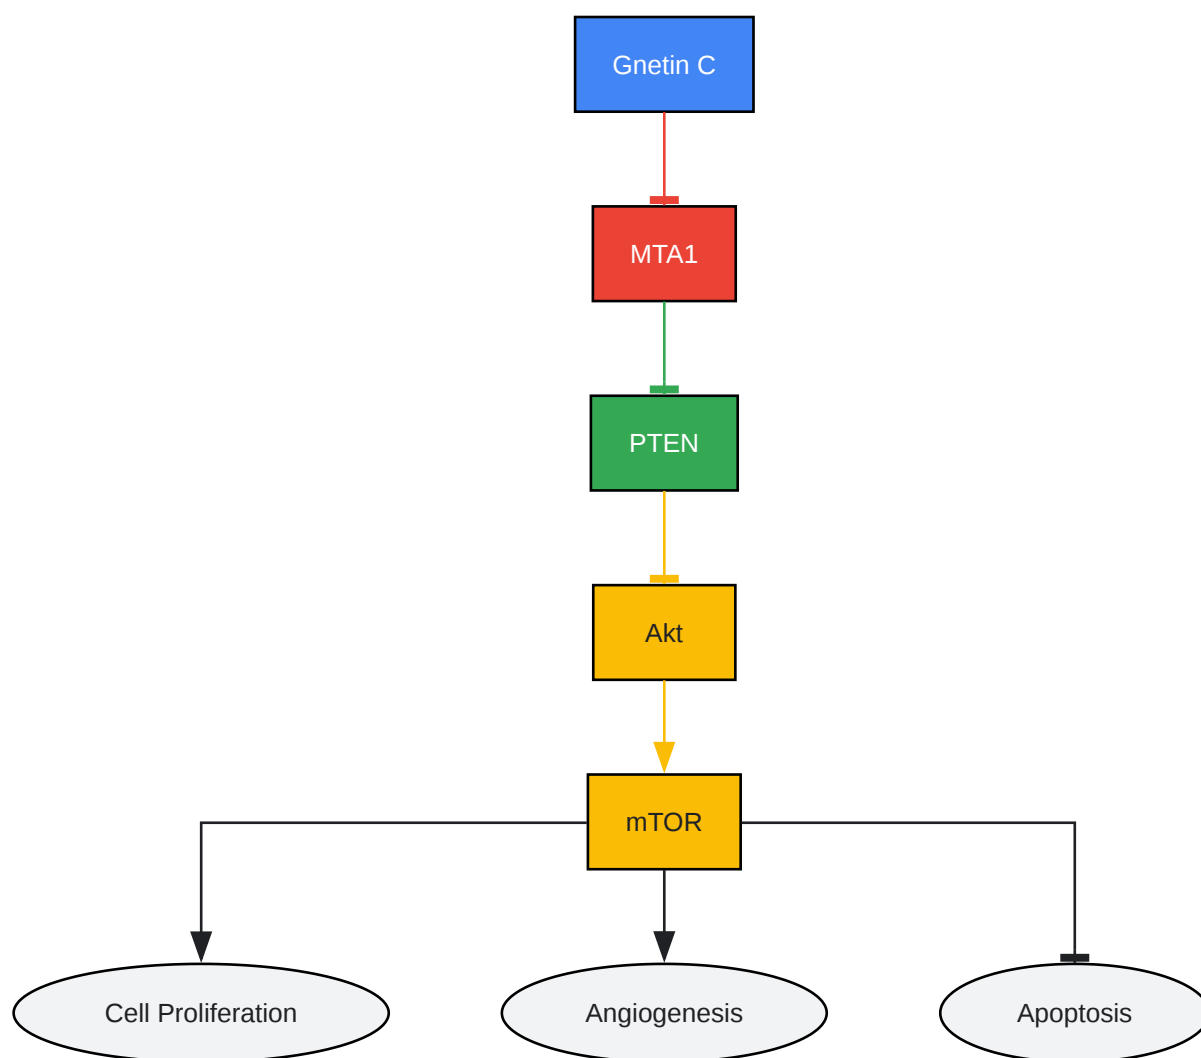 Gnetin C
MTA1
PTEN
Akt
mTOR
Cell Proliferation
Angiogenesis
Apoptosis